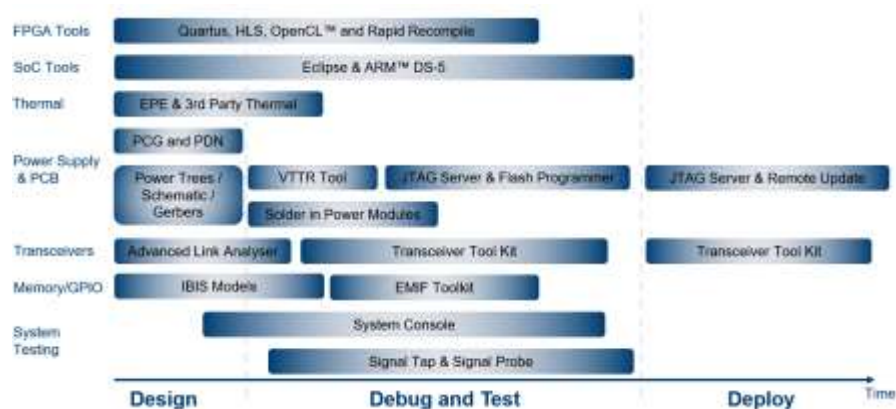 FPGA Tools
Quartus, HLS, OpenCL™ and Rapid Recompile
SoC Tools
Eclipse & ARM™ DS-5
Thermal
EPE & 3rd Party Thermal
PCG and PDN
Power Supply
& PCB
Power Trees /
Schematic /
Gerbers
VTTR Tool
JTAG Server & Flash Programmer
JTAG Server & Remote Update
Solder in Power Modules
Transceivers
Advanced Link Analyser
Transceiver Tool Kit
Transceiver Tool Kit
Memory/GPIO
IBIS Models
EMIF Toolkit
System
Testing
System Console
Signal Tap & Signal Probe
Time
Design
Debug and Test
Deploy